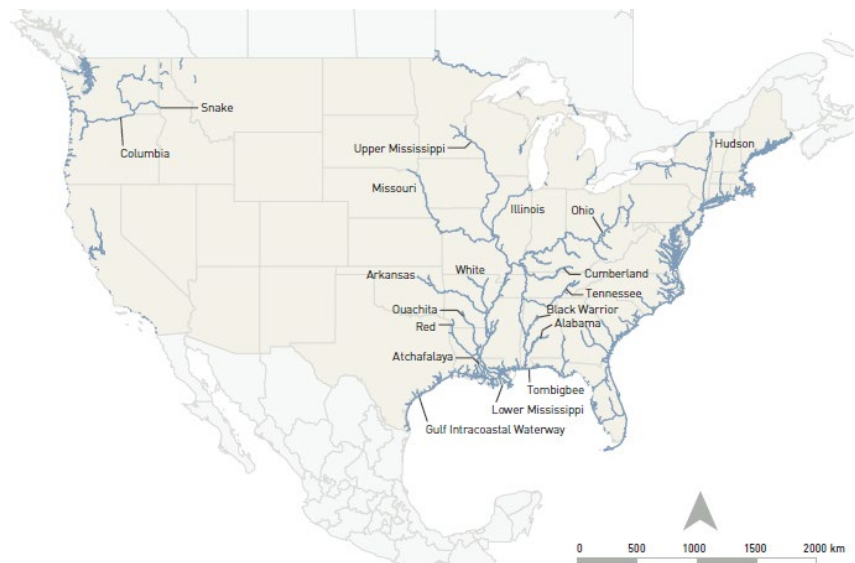 Snake
Columbia
Upper Mississippi
Hudson
Missouri
Illinois
Ohio
Arkansas
White
Cumberland
Tennessee
Ouachita
Black Warrior
Red
Alabama
Atchafalaya
Tombigbee
Lower Mississippi
Gulf Intracoastal Waterway
0 500 1000 1500 2000 km